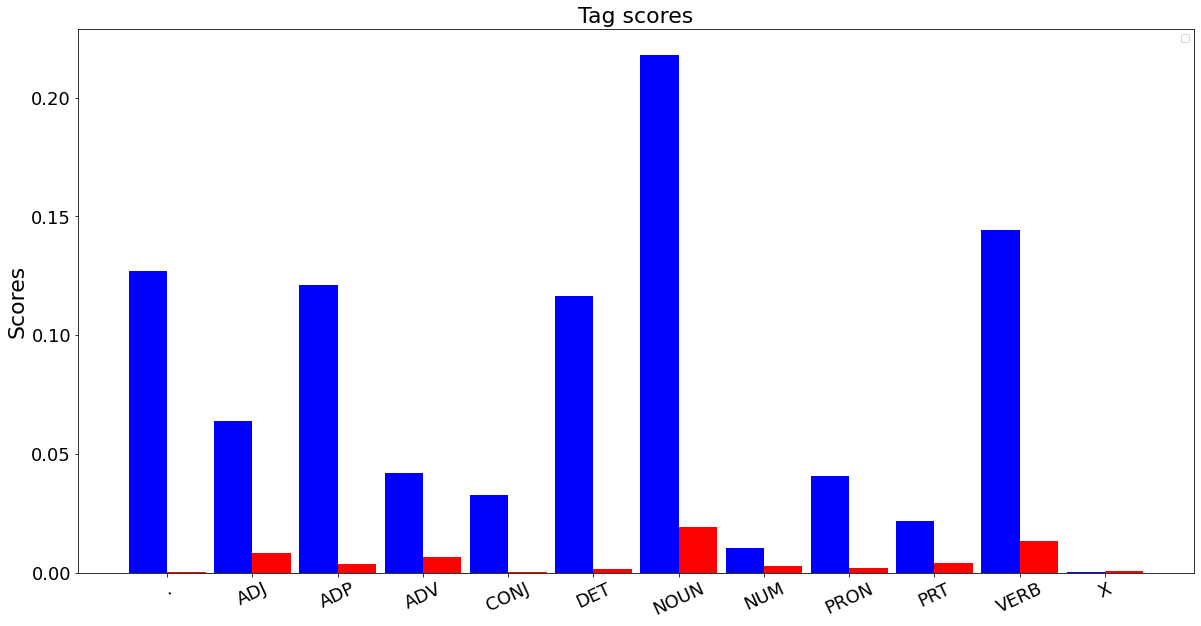 Tag scores
Scores
0.20
0.15
0.10
0.05
0.00
. ADJ ADP ADV CONJ DET NOUN NUM PRON PRT VERB X